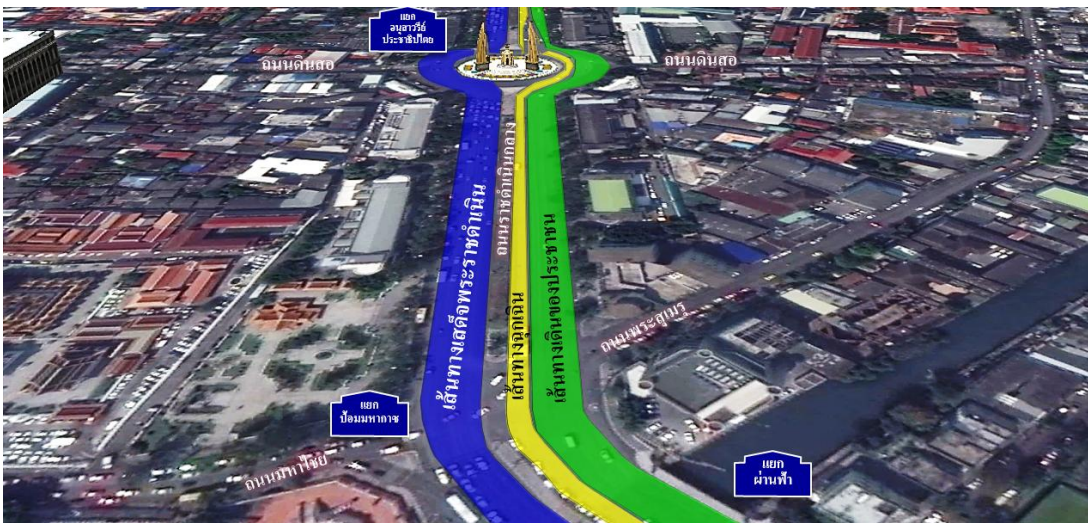 แยก
อนุสาวรีย์
ประชาธิปไตย
ถนนดินสอ
ถนนดินสอ
ถนนราชดำเนินกลาง
เส้นทางเสด็จพระราชดำเนิน
เส้นทางฉุกเฉิน
เส้นทางเดินของประชาชน
ถนนพระสุเมรุ
แยก
ป้อมมหากาฬ
ถนนมหาไชย
แยก
ผ่านฟ้า